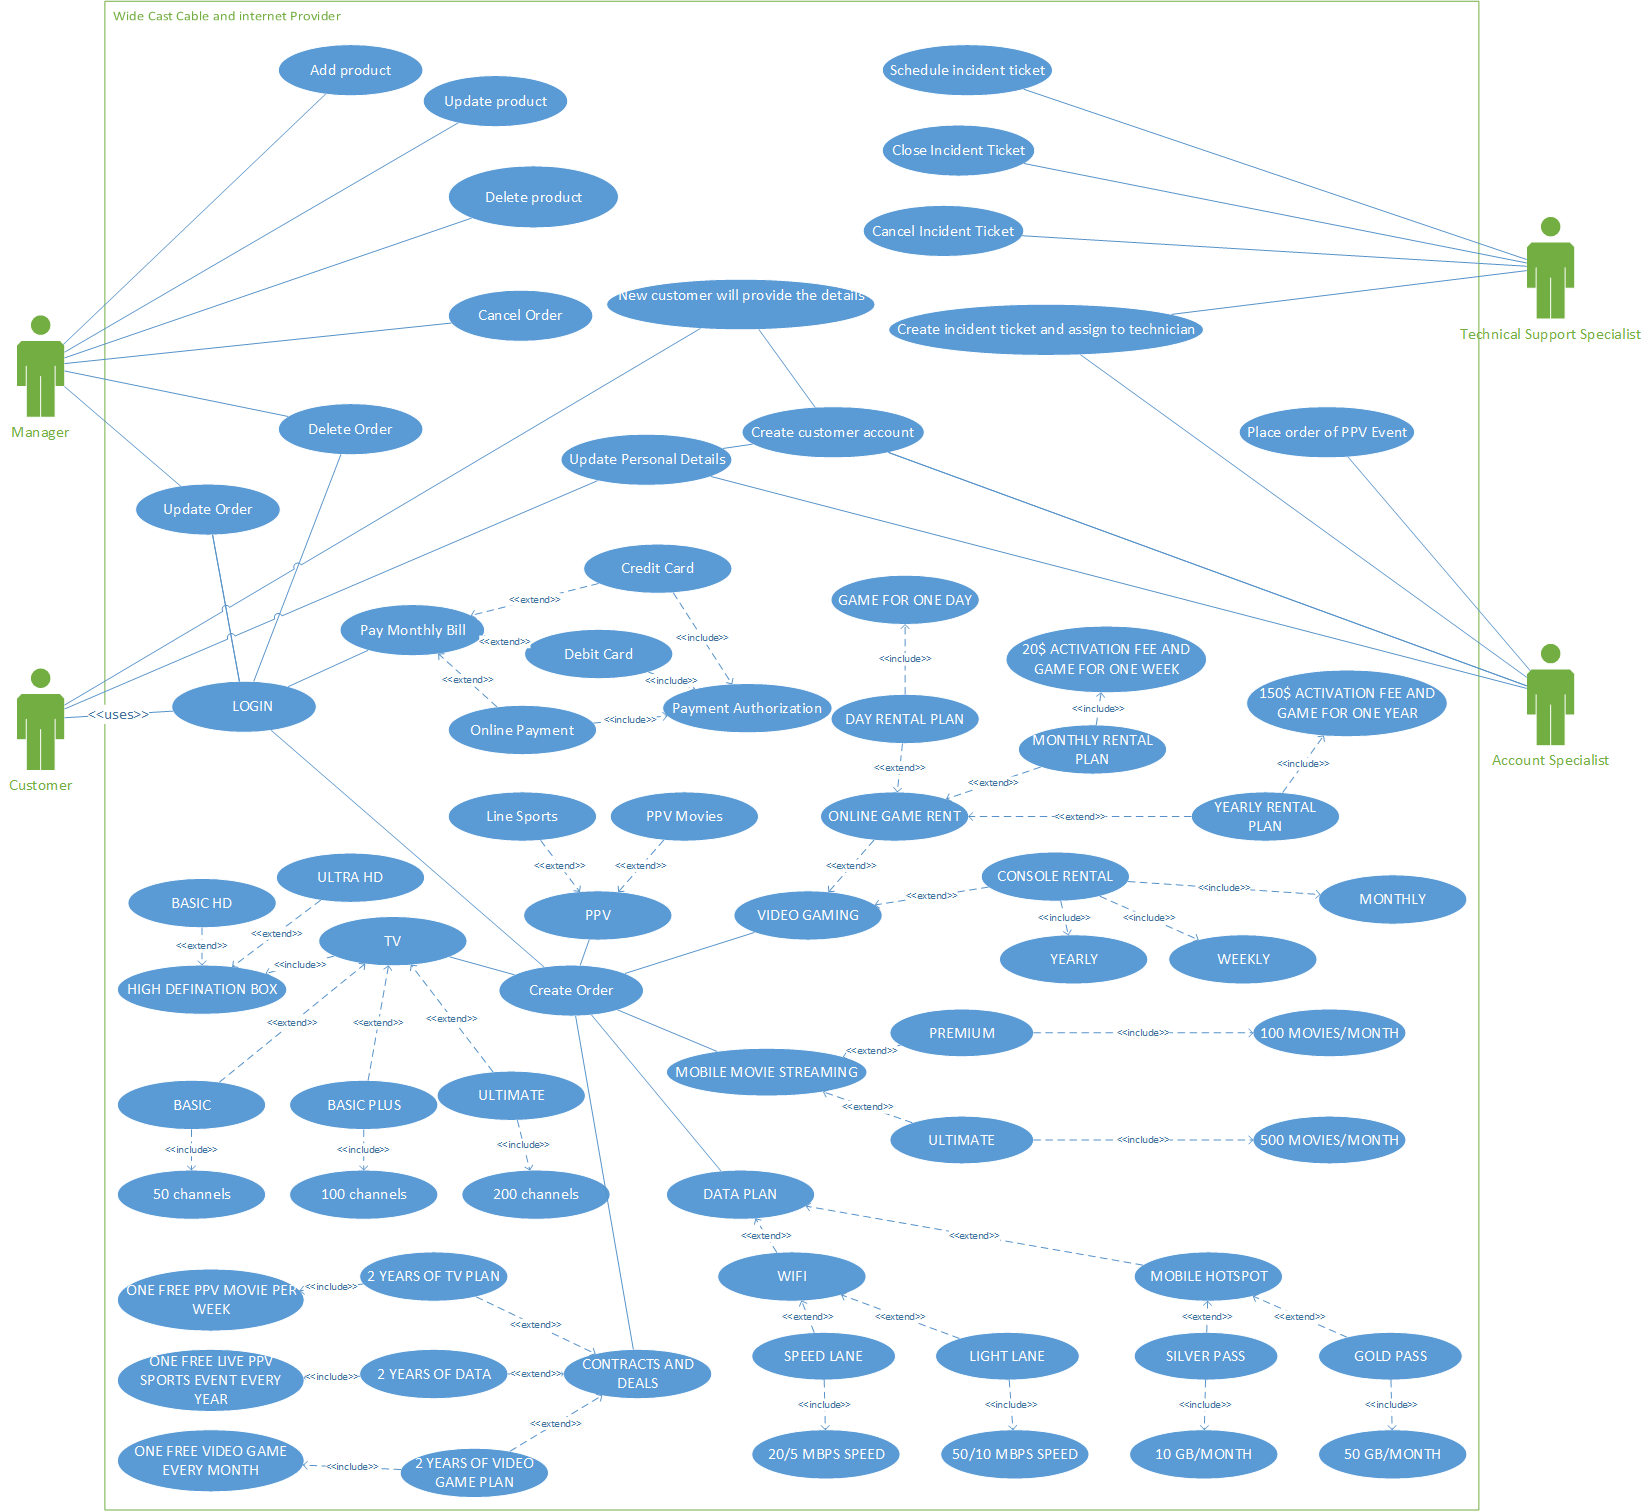 Wide Cast Cable and internet Provider
Add product
Schedule incident ticket
Update product
Close Incident Ticket
Delete product
Cancel Incident Ticket
New customer will provide the details
Cancel Order
Create incident ticket and assign to technician
Technical Support Specialist
Manager
Delete Order
Create customer account
Place order of PPV Event
Update Personal Details
Update Order
Credit Card
<<extend>>
GAME FOR ONE DAY
Pay Monthly Bill
<<extend>>
<<include>>
Debit Card
<<include>>
20$ ACTIVATION FEE AND
GAME FOR ONE WEEK
<<extend>>
<<include>>
150$ ACTIVATION FEE AND
GAME FOR ONE YEAR
LOGIN
<<uses>>
Payment Authorization
<<include>>
<<include>>
Online Payment
DAY RENTAL PLAN
MONTHLY RENTAL
PLAN
Customer
Account Specialist
<<extend>>
<<include>>
<<extend>>
Line Sports
PPV Movies
ONLINE GAME RENT
<<extend>>
YEARLY RENTAL
PLAN
<<extend>>
<<extend>>
<<extend>>
ULTRA HD
CONSOLE RENTAL
<<extend>>
<<include>>
MONTHLY
BASIC HD
PPV
VIDEO GAMING
<<include>>
<<include>>
<<extend>>
<<extend>>
TV
<<include>>
YEARLY
WEEKLY
HIGH DEFINATION BOX
Create Order
<<extend>>
<<extend>>
<<extend>>
PREMIUM
<<include>>
100 MOVIES/MONTH
<<extend>>
MOBILE MOVIE STREAMING
BASIC
BASIC PLUS
ULTIMATE
<<extend>>
ULTIMATE
<<include>>
500 MOVIES/MONTH
<<include>>
<<include>>
<<include>>
50 channels
100 channels
200 channels
DATA PLAN
<<extend>>
<<extend>>
2 YEARS OF TV PLAN
<<include>>
ONE FREE PPV MOVIE PER
WEEK
WIFI
MOBILE HOTSPOT
<<extend>>
<<extend>>
<<extend>>
<<extend>>
<<extend>>
ONE FREE LIVE PPV
SPORTS EVENT EVERY
YEAR
<<include>>
2 YEARS OF DATA
<<extend>>
CONTRACTS AND
DEALS
SPEED LANE
LIGHT LANE
SILVER PASS
GOLD PASS
<<include>>
<<include>>
<<include>>
<<include>>
<<extend>>
ONE FREE VIDEO GAME
EVERY MONTH
<<include>>
2 YEARS OF VIDEO
GAME PLAN
20/5 MBPS SPEED
50/10 MBPS SPEED
10 GB/MONTH
50 GB/MONTH